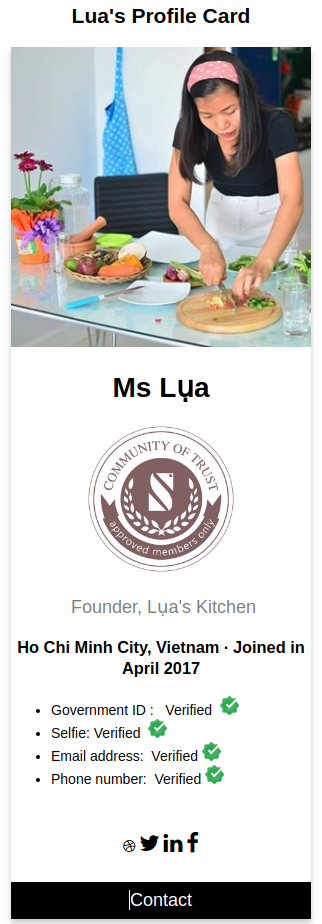 Lua's Profile Card
Ms Lụa
COMMUNITY OF TRUST
S
approved members only
Founder, Lụa's Kitchen
Ho Chi Minh City, Vietnam · Joined in
April 2017
• Government ID : Verified
• Selfie: Verified
• Email address: Verified
• Phone number: Verified
Contact